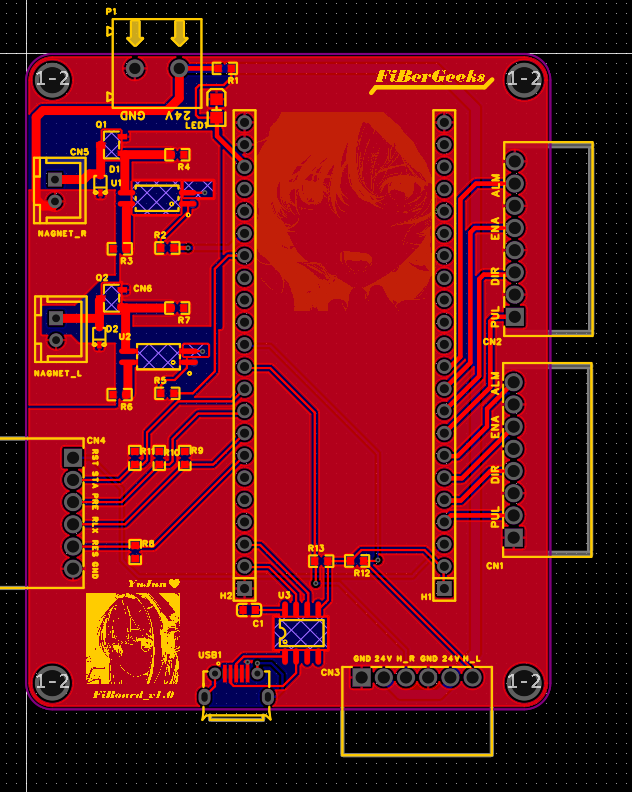 P1
1-2
1-2
FiBerGeeks
R1
GND
24V
LED1
Q1
CN5
R4
D1
U1
ALM
ENA
DIR
PUL
NAGNET_R
R2
R3
CN2
Q2
CN6
R7
D2
U2
NAGNET_L
R5
R6
ALM
ENA
DIR
PUL
CN1
CN4
RST
STA
PRE
RLX
RES
GND
R11
R10
R9
R8
R13
R12
YuJun
H2
U3
H1
C1
USB1
CN3
GND 24V H_R GND 24V H_L
1-2
FiBoard_v1.0
1-2